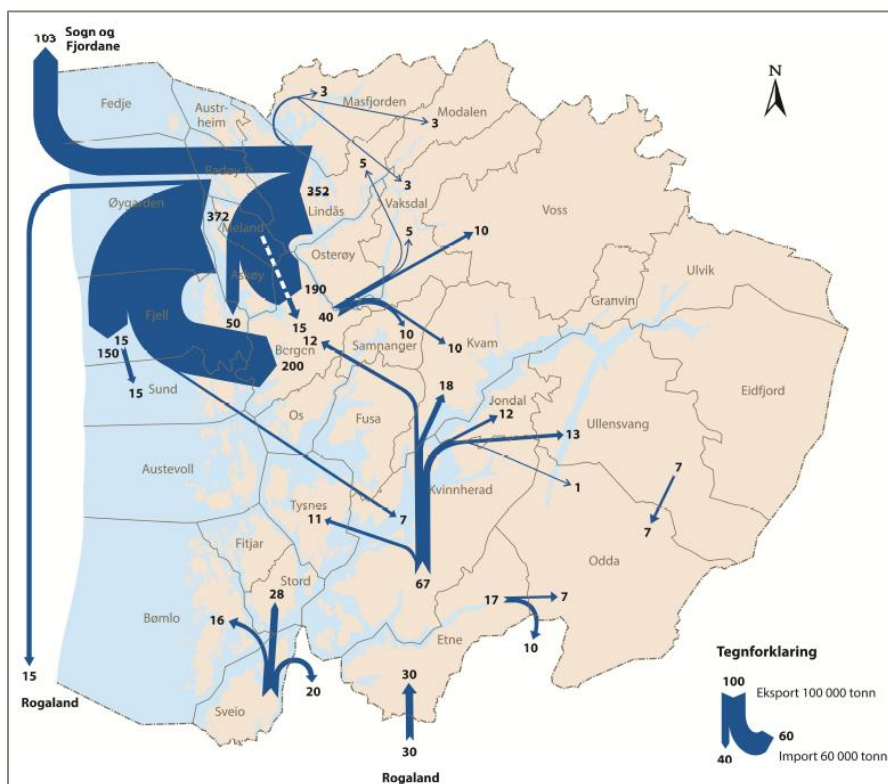 103
Sogn og
Fjordane
N
Fedje
Austr-
heim
Masfjorden
3
Modalen
3
5
3
Radøy
352
Lindås
Vaksdal
Voss
Øygarden
372
Meland
Osterøy
5
10
Ulvik
Askøy
190
40
Granvin
Fjell
50
15
12
10
Samnanger
10
Kvam
Bergen
200
15
150
15
Sund
Eidfjord
18
Jondal
12
Os
Fusa
Ullensvang
13
Austevoll
Kvinnherad
1
7
Tysnes
11
7
7
Odda
Fitjar
67
Stord
28
17
7
Bømlo
16
Etne
10
15
Rogaland
20
30
Sveio
30
Rogaland
Tegnforklaring
100
Eksport 100 000 tonn
60
40
Import 60 000 tonn